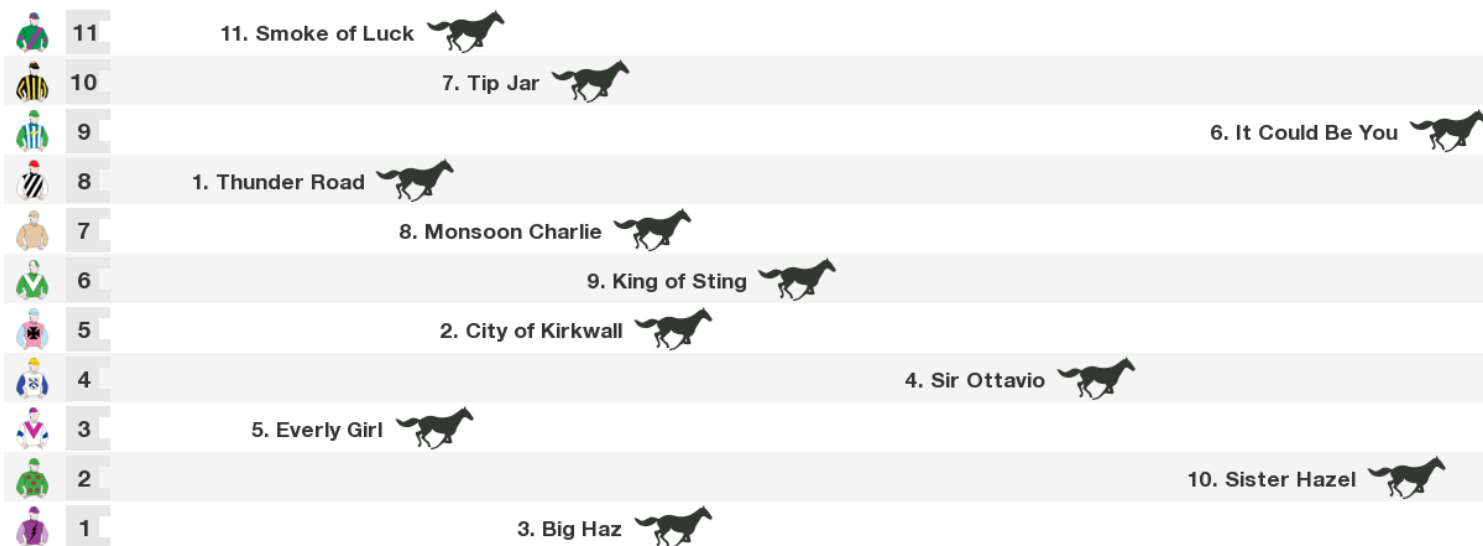 11 11. Smoke of Luck
10 7. Tip Jar
9 6. It Could Be You
8 1. Thunder Road
7 8. Monsoon Charlie
6 9. King of Sting
5 2. City of Kirkwall
4 4. Sir Ottavio
3 5. Everly Girl
2 10. Sister Hazel
1 3. Big Haz